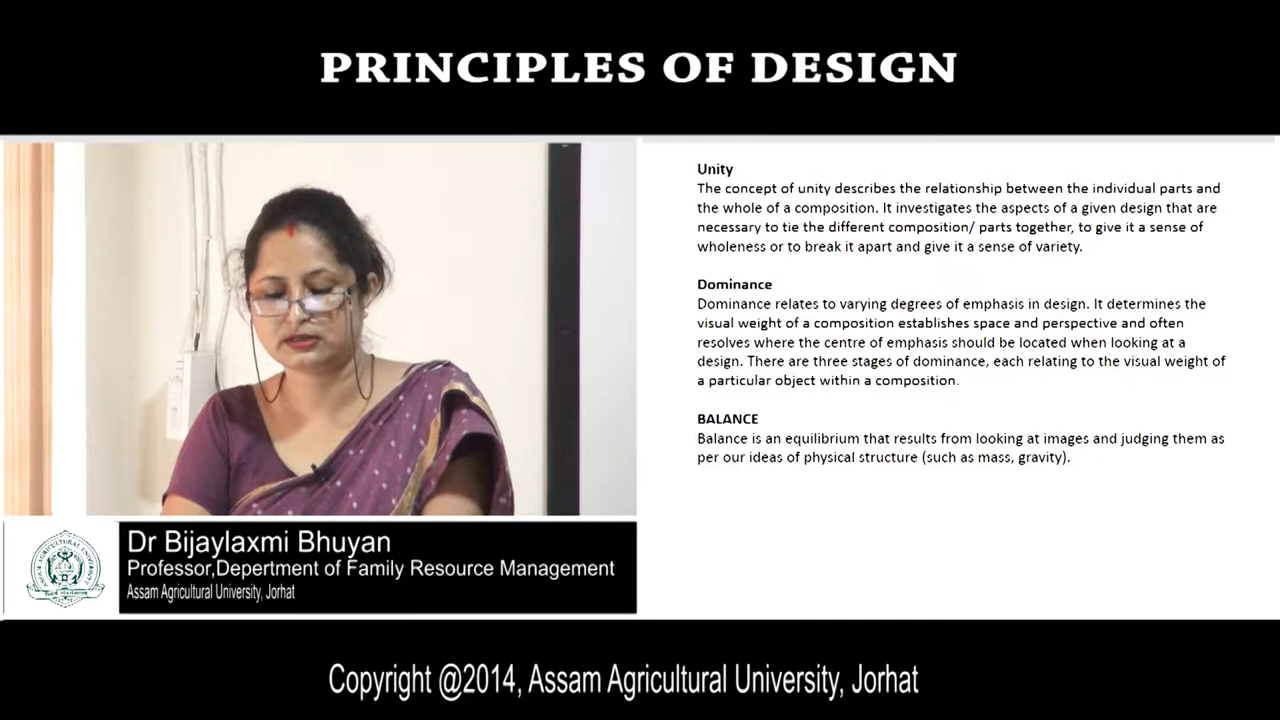 PRINCIPLES OF DESIGN
Unity
The concept of unity describes the relationship between the individual parts and
the whole of a composition. It investigates the aspects of a given design that are
necessary to tie the different composition/ parts together, to give it a sense of
wholeness or to break it apart and give it a sense of variety.
Dominance
Dominance relates to varying degrees of emphasis in design. It determines the
visual weight of a composition establishes space and perspective and often
resolves where the centre of emphasis should be located when looking at a
design. There are three stages of dominance, each relating to the visual weight of
a particular object within a composition.
BALANCE
Balance is an equilibrium that results from looking at images and judging them as
per our ideas of physical structure (such as mass, gravity).
Dr Bijaylaxmi Bhuyan
Professor,Depertment of Family Resource Management
Assam Agricultural University, Jorhat
Copyright @2014, Assam Agricultural University, Jorhat